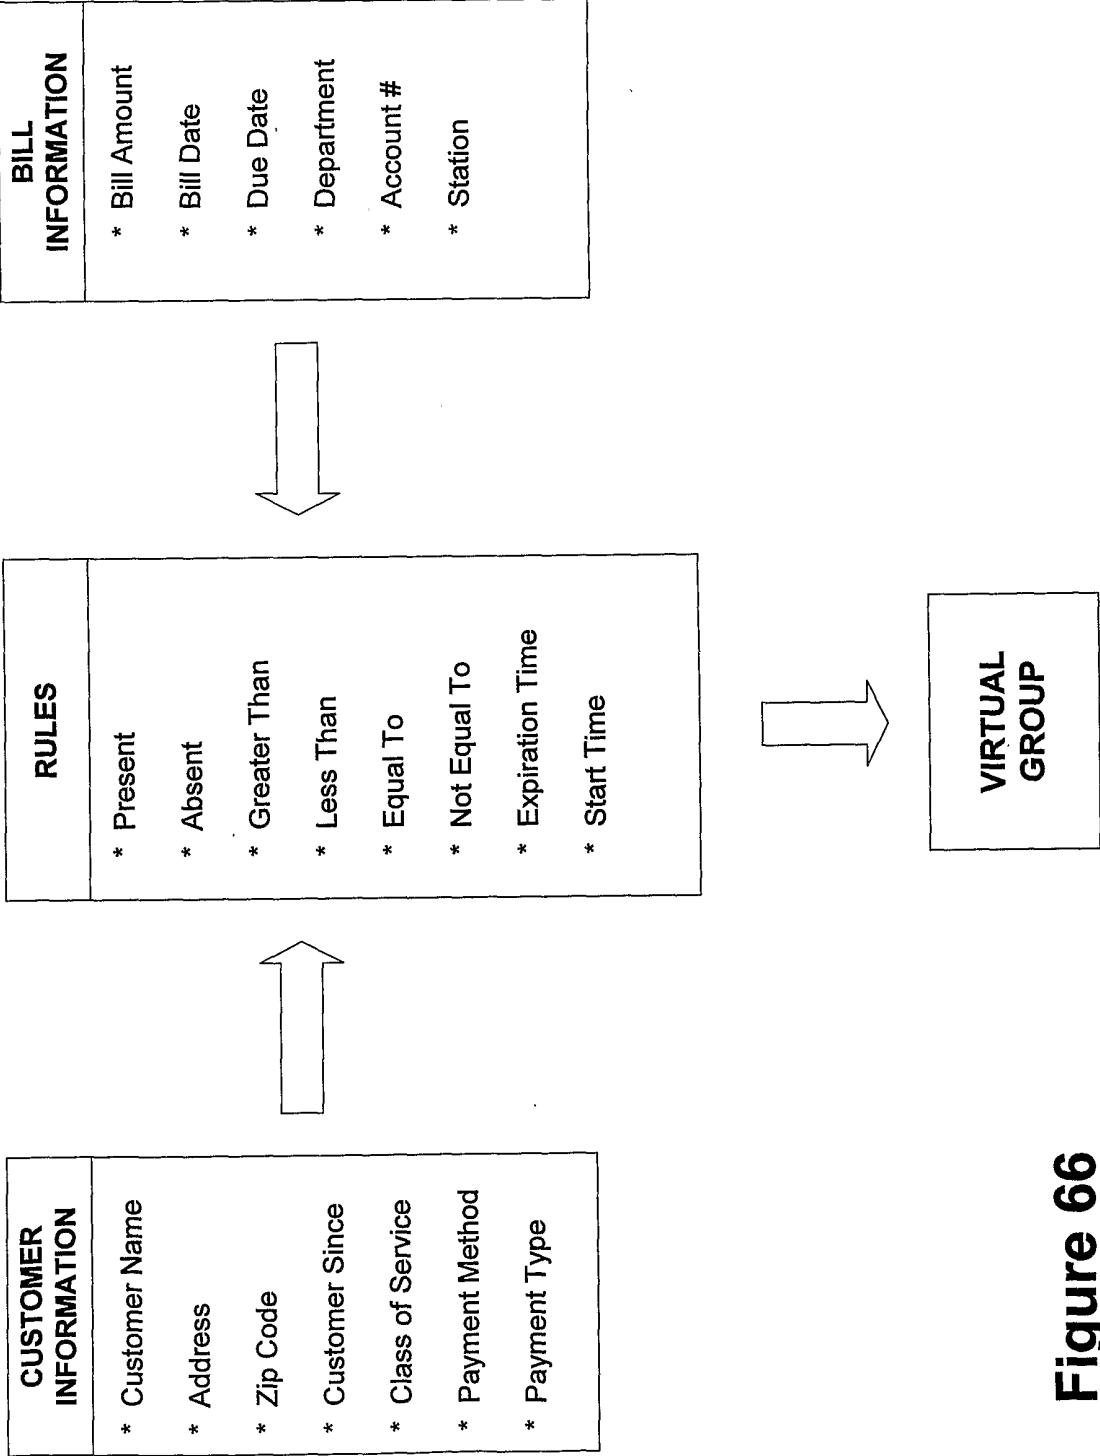 CUSTOMER
INFORMATION
* Customer Name
* Address
* Zip Code
* Customer Since
* Class of Service
* Payment Method
* Payment Type
RULES
* Present
* Absent
* Greater Than
* Less Than
* Equal To
* Not Equal To
* Expiration Time
* Start Time
BILL
INFORMATION
* Bill Amount
* Bill Date
* Due Date
* Department
* Account #
* Station
VIRTUAL
GROUP
Figure 66